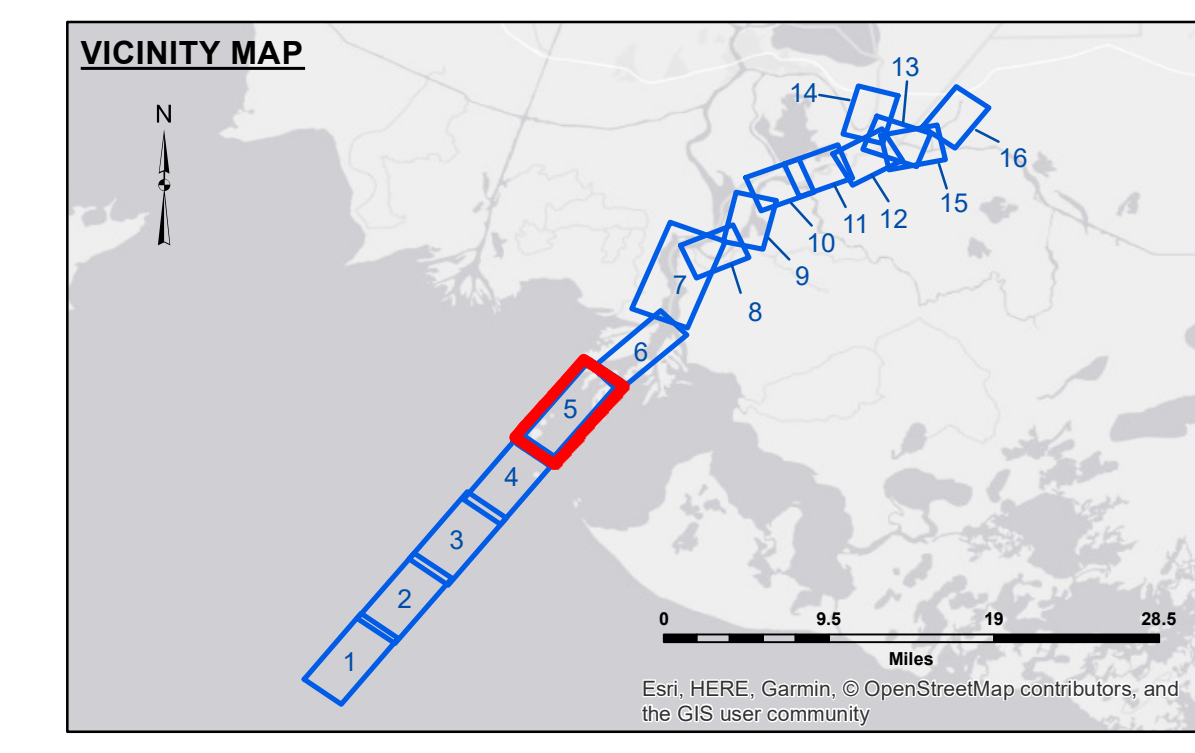 VICINITY MAP
N
13
14
16
15
12
11
10
9
7
8
6
5
4
3
2
1
0 9.5 19 28.5
Miles
Esri, HERE, Garmin, © OpenStreetMap contributors, and
the GIS user community